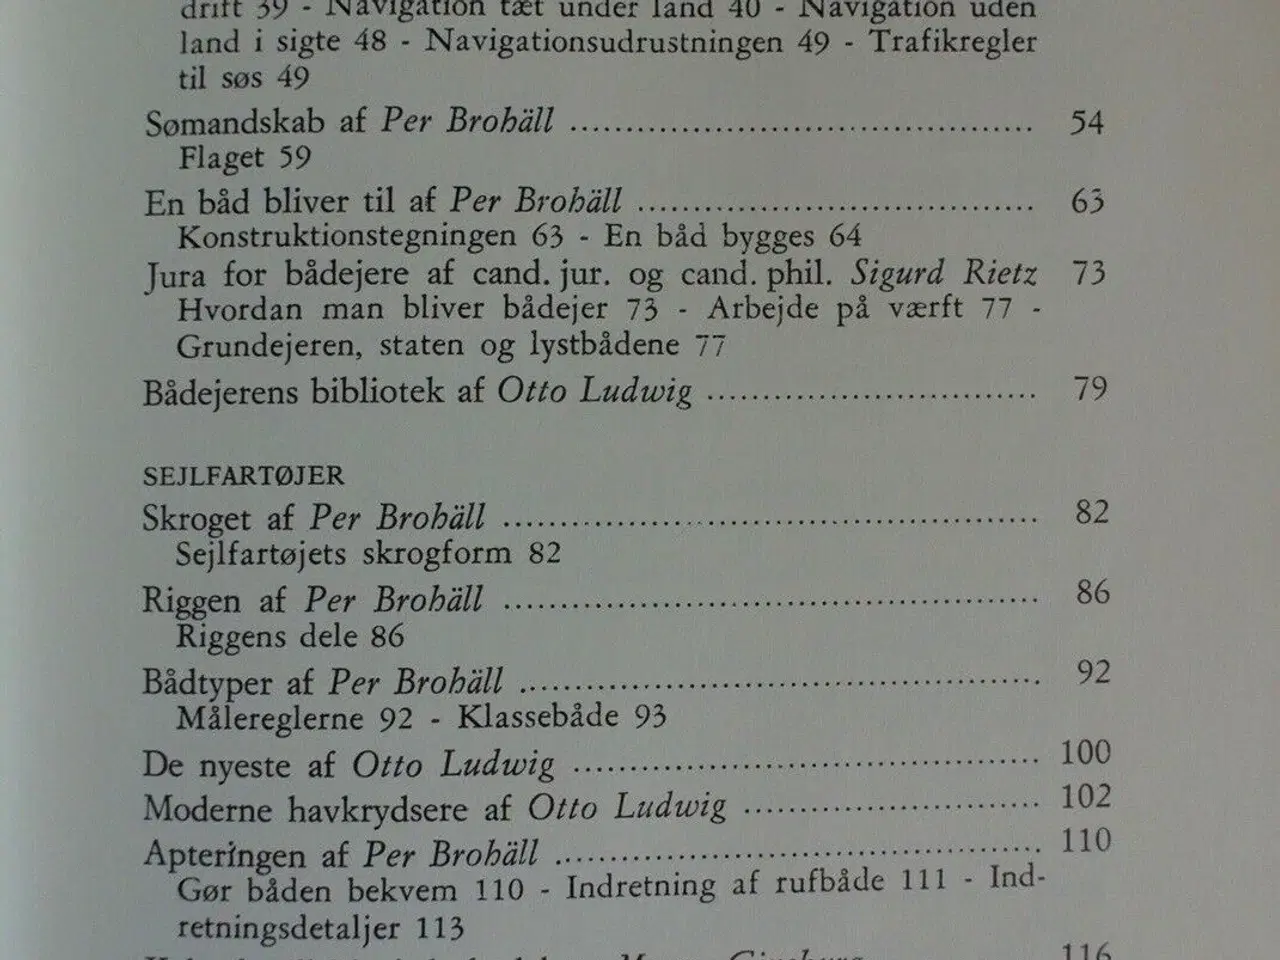 drift 39 - Navigation tæt under land 40 - Navigation uden
land i sigte 48 - Navigationsudrustningen 49 - Trafikregler
til søs 49
Sømandskab af Per Brohäll ........................................ 54
Flaget 59
En båd bliver til af Per Brohäll .................................. 63
Konstruktionstegningen 63 - En båd bygges 64
Jura for bådejere af cand. jur. og cand. phil. Sigurd Rietz 73
Hvordan man bliver bådejer 73 - Arbejde på værft 77 -
Grundejeren, staten og lystbådene 77
Bådejerens bibliotek af Otto Ludwig ............................. 79
SEJLFARTØJER
Skroget af Per Brohäll .............................................. 82
Sejlfartøjets skrogform 82
Riggen af Per Brohäll .............................................. 86
Riggens dele 86
Bådtyper af Per Brohäll ............................................ 92
Målereglerne 92 - Klassebåde 93
De nyeste af Otto Ludwig ........................................ 100
Moderne havkrydsere af Otto Ludwig .......................... 102
Apteringen af Per Brohäll .......................................... 110
Gør båden bekvem 110 - Indretning af rufbåde 111 - Ind-
retningsdetaljer 113
116